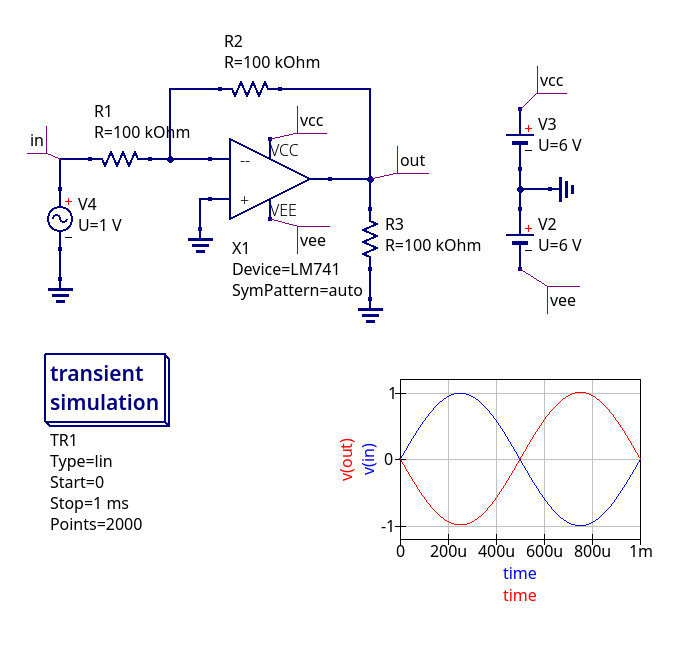 R2
R=100 kOhm
R1
R=100 kOhm
in
vcc
VCC
--
+
out
V4
U=1 V
+
−
VEE
vee
X1
Device=LM741
SymPattern=auto
R3
R=100 kOhm
vcc
+
−
V3
U=6 V
+
−
V2
U=6 V
vee
transient
simulation
TR1
Type=lin
Start=0
Stop=1 ms
Points=2000
v(out)
v(in)
1
0
-1
0
200u
400u
600u
800u
1m
time
time